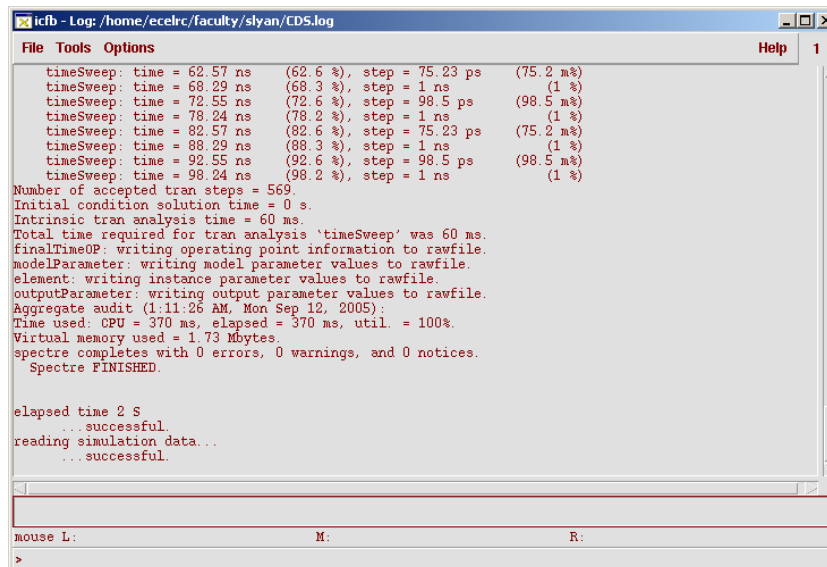 icfb - Log: /home/ecelrc/faculty/slyan/CDS.log
File Tools Options Help 1
timeSweep: time = 62.57 ns (62.6 %), step = 75.23 ps (75.2 m%)
timeSweep: time = 68.29 ns (68.3 %), step = 1 ns (1 %)
timeSweep: time = 72.55 ns (72.6 %), step = 98.5 ps (98.5 m%)
timeSweep: time = 78.24 ns (78.2 %), step = 1 ns (1 %)
timeSweep: time = 82.57 ns (82.6 %), step = 75.23 ps (75.2 m%)
timeSweep: time = 88.29 ns (88.3 %), step = 1 ns (1 %)
timeSweep: time = 92.55 ns (92.6 %), step = 98.5 ps (98.5 m%)
timeSweep: time = 98.24 ns (98.2 %), step = 1 ns (1 %)
Number of accepted tran steps = 569.
Initial condition solution time = 0 s.
Intrinsic tran analysis time = 60 ms.
Total time required for tran analysis `timeSweep' was 60 ms.
finalTimeOP: writing operating point information to rawfile.
modelParameter: writing model parameter values to rawfile.
element: writing instance parameter values to rawfile.
outputParameter: writing output parameter values to rawfile.
Aggregate audit (1:11:26 AM, Mon Sep 12, 2005):
Time used: CPU = 370 ms, elapsed = 370 ms, util. = 100%.
Virtual memory used = 1.73 Mbytes.
spectre completes with 0 errors, 0 warnings, and 0 notices.
Spectre FINISHED.
elapsed time 2 S
...successful.
reading simulation data...
...successful.
mouse L: M: R:
>